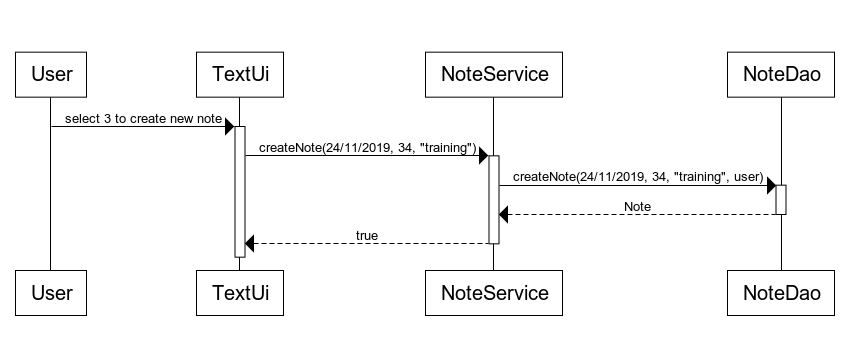 User
TextUi
NoteService
NoteDao
select 3 to create new note
createNote(24/11/2019, 34, "training")
createNote(24/11/2019, 34, "training", user)
Note
true
User
TextUi
NoteService
NoteDao